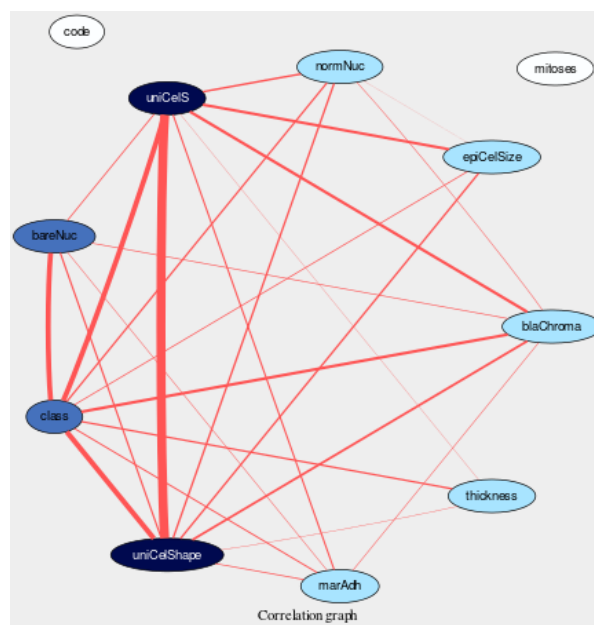 code
normNuc
mitoses
uniCelS
epiCelSize
bareNuc
blaChroma
class
thickness
uniCelShape
marAdh
Correlation graph